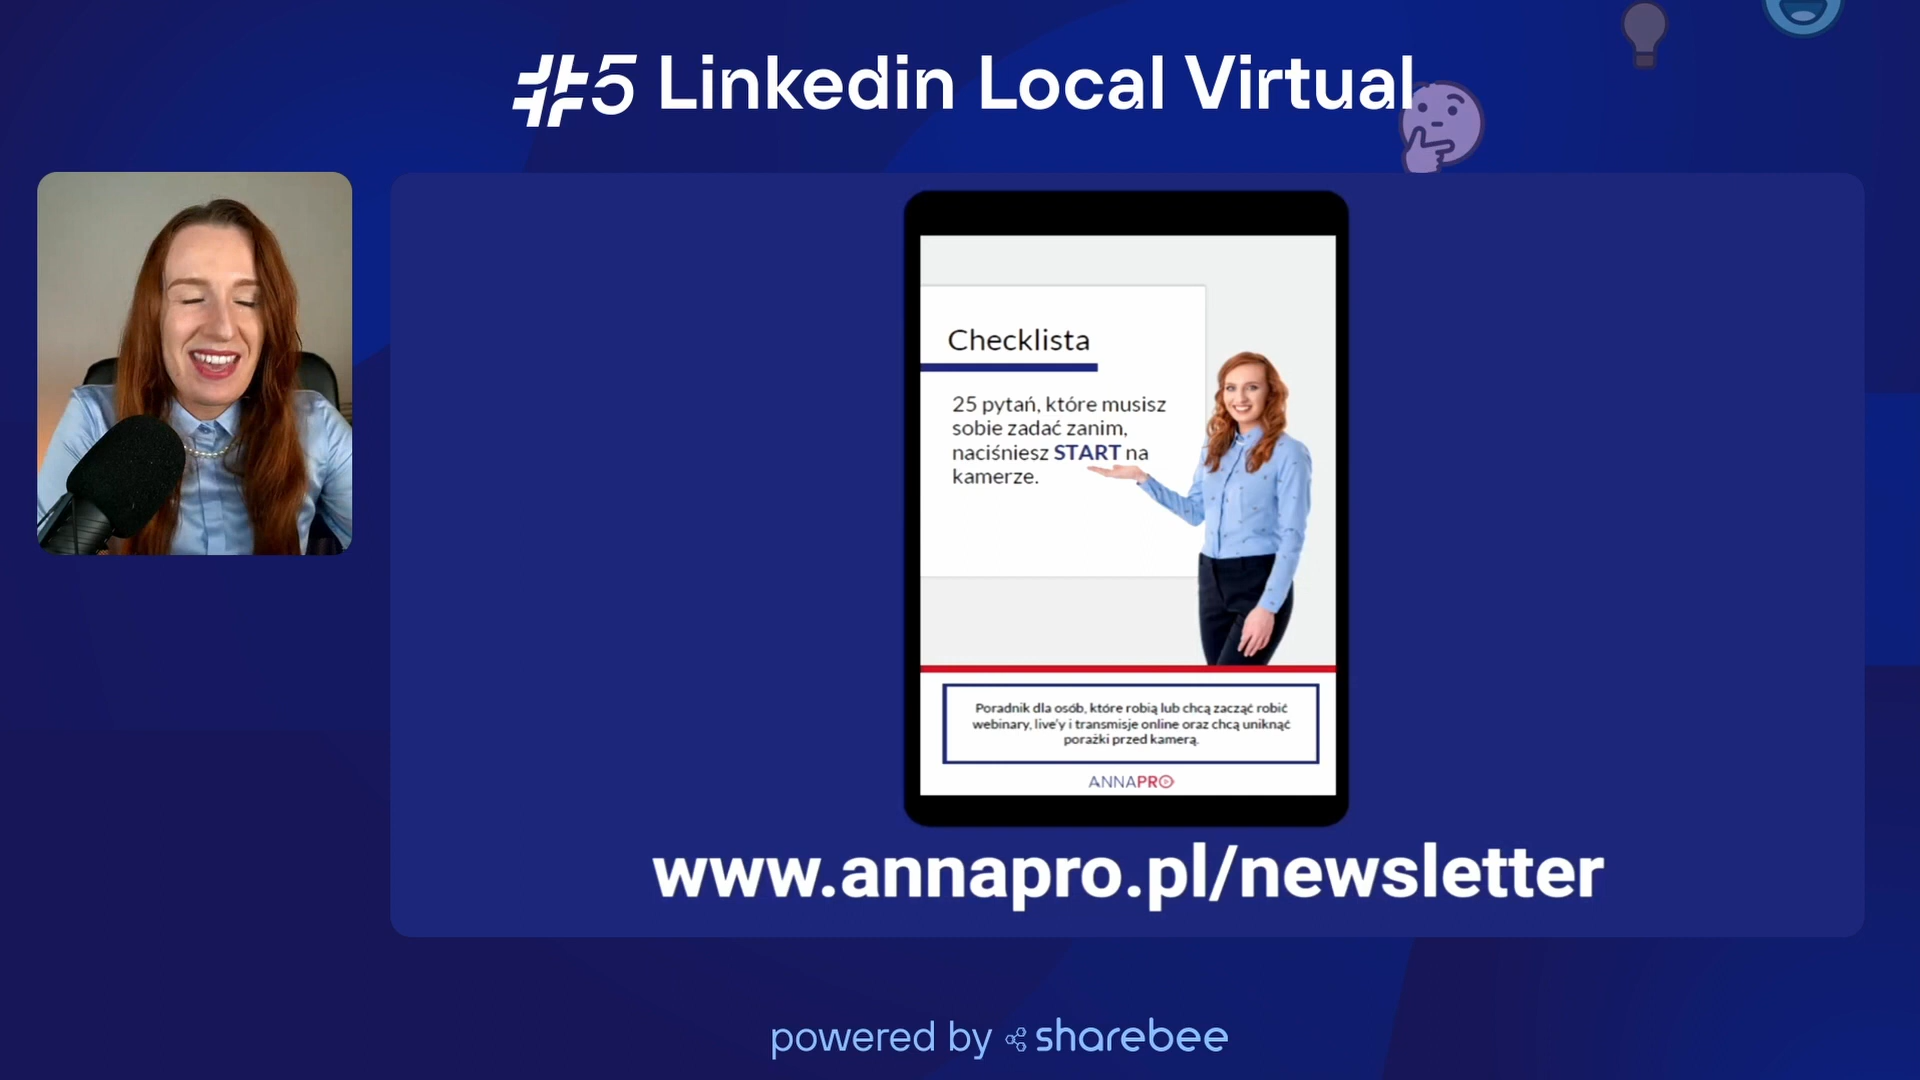 #5 Linkedin Local Virtual
Checklista
25 pytań, które musisz
sobie zadać zanim,
naciśniesz START na
kamerze.
Poradnik dla osób, które robią lub chcą zacząć robić
webinary, live'y i transmisje online oraz chcą uniknąć
porażki przed kamerą.
ANNAPRO
www.annapro.pl/newsletter
powered by sharebee